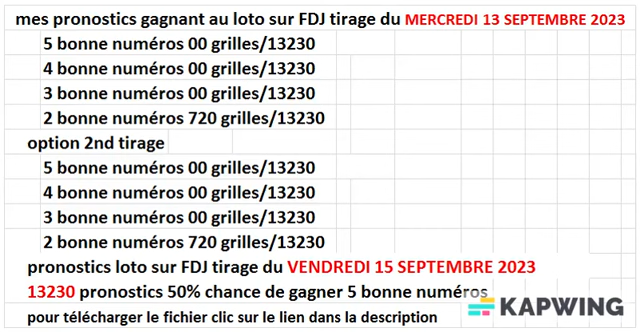 mes pronostics gagnant au loto sur FDJ tirage du MERCREDI 13 SEPTEMBRE 2023
5 bonne numéros 00 grilles/13230
4 bonne numéros 00 grilles/13230
3 bonne numéros 00 grilles/13230
2 bonne numéros 720 grilles/13230
option 2nd tirage
5 bonne numéros 00 grilles/13230
4 bonne numéros 00 grilles/13230
3 bonne numéros 00 grilles/13230
2 bonne numéros 720 grilles/13230
pronostics loto sur FDJ tirage du VENDREDI 15 SEPTEMBRE 2023
13230 pronostics 50% chance de gagner 5 bonne numéros
KAPWING
pour télécharger le fichier clic sur le lien dans la description